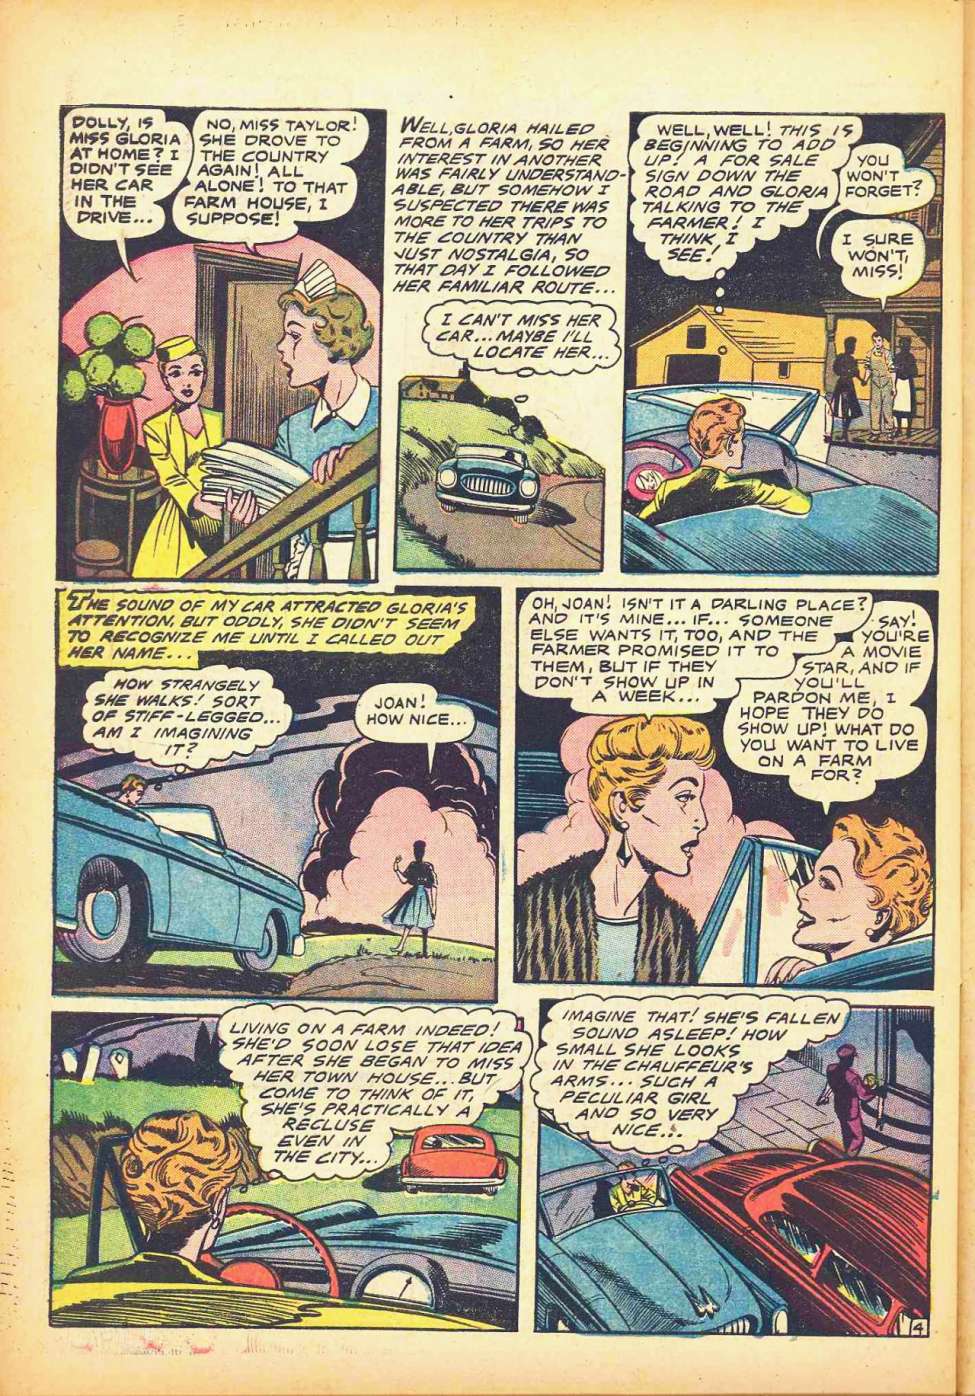 DOLLY, IS
MISS GLORIA
AT HOME? I
DIDN'T SEE
HER CAR
IN THE
DRIVE...
NO, MISS TAYLOR!
SHE DROVE TO
THE COUNTRY
AGAIN! ALL
ALONE! TO THAT
FARM HOUSE, I
SUPPOSE!
WELL, GLORIA HAILED
FROM A FARM, SO HER
INTEREST IN ANOTHER
WAS FAIRLY UNDERSTAND-
ABLE, BUT SOMEHOW I
SUSPECTED THERE WAS
MORE TO HER TRIPS TO
THE COUNTRY THAN
JUST NOSTALGIA, SO
THAT DAY I FOLLOWED
HER FAMILIAR ROUTE...
I CAN'T MISS HER
CAR... MAYBE I'LL
LOCATE HER...
WELL, WELL! THIS IS
BEGINNING TO ADD
UP! A FOR SALE
SIGN DOWN THE
ROAD AND GLORIA
TALKING TO THE
FARMER! I
THINK I
SEE!
YOU
WON'T
FORGET?
I SURE
WON'T,
MISS!
THE SOUND OF MY CAR ATTRACTED GLORIA'S
ATTENTION, BUT ODDLY, SHE DIDN'T SEEM
TO RECOGNIZE ME UNTIL I CALLED OUT
HER NAME...
HOW STRANGELY
SHE WALKS! SORT
OF STIFF-LEGGED...
AM I IMAGINING
IT?
JOAN!
HOW NICE...
OH, JOAN! ISN'T IT A DARLING PLACE?
AND IT'S MINE... IF... SOMEONE
ELSE WANTS IT, TOO, AND THE
FARMER PROMISED IT TO
THEM, BUT IF THEY
DON'T SHOW UP IN
A WEEK...
SAY!
YOU'RE
A MOVIE
STAR, AND IF
YOU'LL
PARDON ME, I
HOPE THEY DO
SHOW UP! WHAT DO
YOU WANT TO LIVE
ON A FARM
FOR?
LIVING ON A FARM INDEED!
SHE'D SOON LOSE THAT IDEA
AFTER SHE BEGAN TO MISS
HER TOWN HOUSE... BUT
COME TO THINK OF IT,
SHE'S PRACTICALLY A
RECLUSE
EVEN IN
THE CITY...
IMAGINE THAT! SHE'S FALLEN
SOUND ASLEEP! HOW
SMALL SHE LOOKS
IN THE CHAUFFEUR'S
ARMS... SUCH A
PECULIAR GIRL
AND SO VERY
NICE...
4